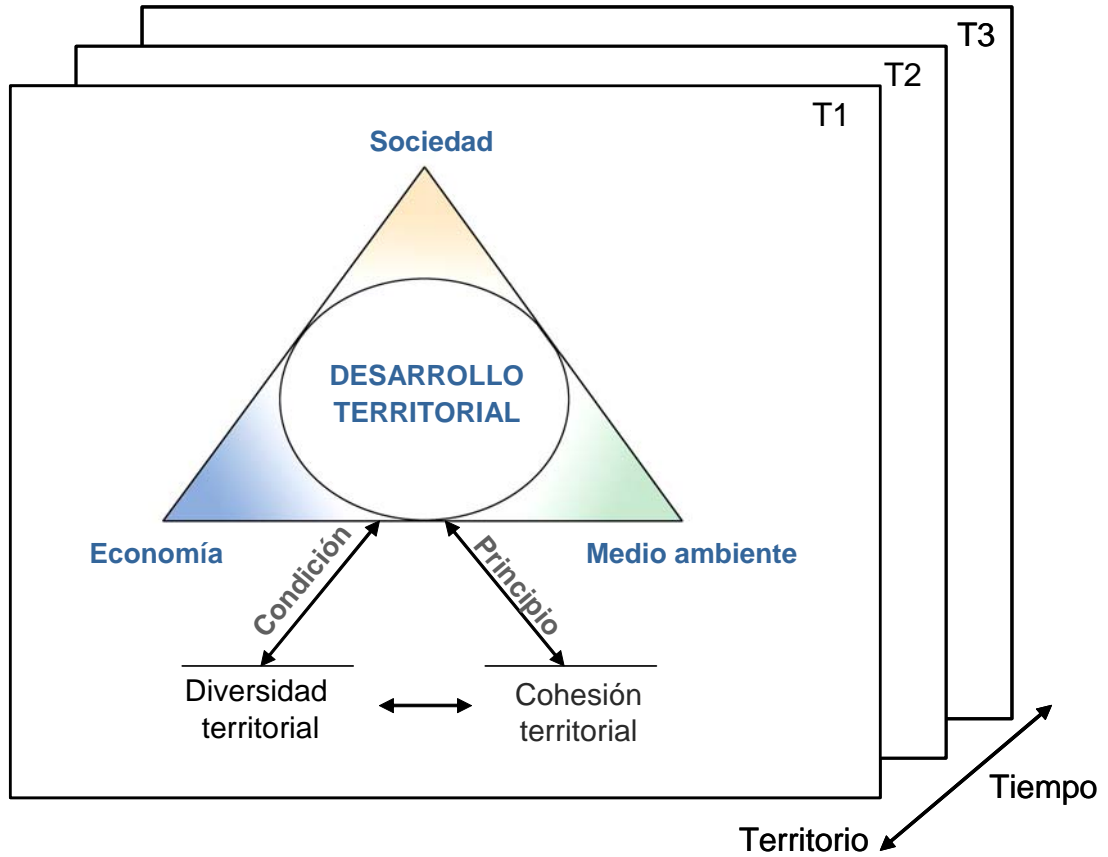 T3
T2
T1
Sociedad
DESARROLLO
TERRITORIAL
Economía
Medio ambiente
Condición
Principio
Diversidad
territorial
Cohesión
territorial
Tiempo
Territorio